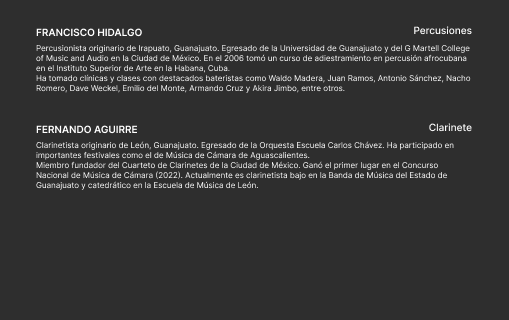 FRANCISCO HIDALGO
Percusiones
Percusionista originario de Irapuato, Guanajuato. Egresado de la Universidad de Guanajuato y del G Martell College
of Music and Audio en la Ciudad de México. En el 2006 tomó un curso de adiestramiento en percusión afrocubana
en el Instituto Superior de Arte en la Habana, Cuba.
Ha tomado clínicas y clases con destacados bateristas como Waldo Madera, Juan Ramos, Antonio Sánchez, Nacho
Romero, Dave Weckel, Emilio del Monte, Armando Cruz y Akira Jimbo, entre otros.
FERNANDO AGUIRRE
Clarinete
Clarinetista originario de León, Guanajuato. Egresado de la Orquesta Escuela Carlos Chávez. Ha participado en
importantes festivales como el de Música de Cámara de Aguascalientes.
Miembro fundador del Cuarteto de Clarinetes de la Ciudad de México. Ganó el primer lugar en el Concurso
Nacional de Música de Cámara (2022). Actualmente es clarinetista bajo en la Banda de Música del Estado de
Guanajuato y catedrático en la Escuela de Música de León.